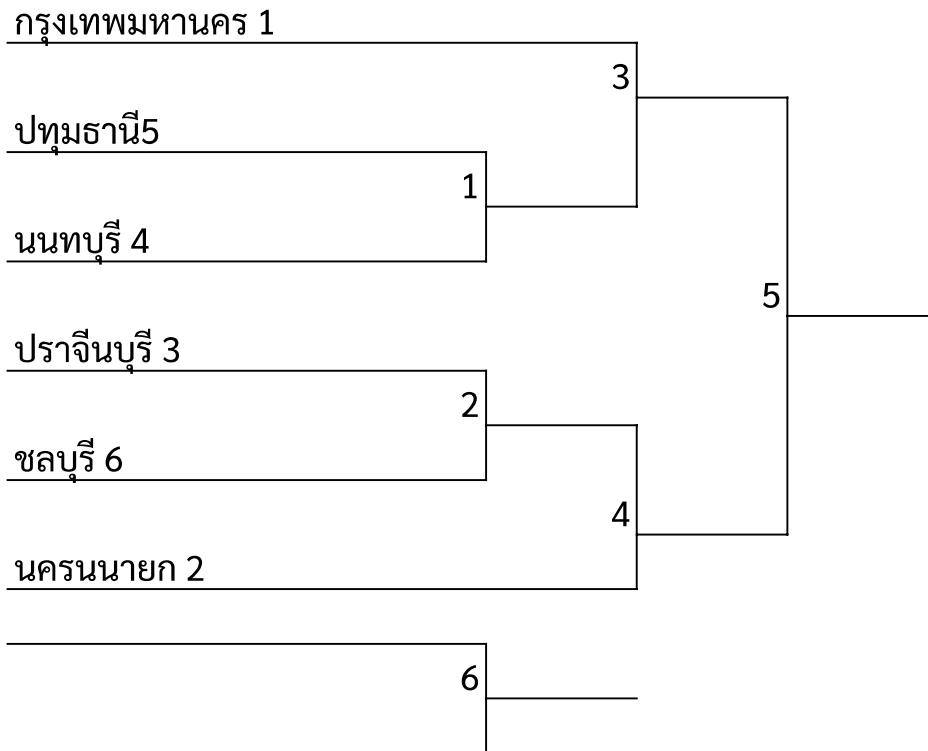 กรุงเทพมหานคร 1
3
ปทุมธานี5
1
นนทบุรี 4
5
ปราจีนบุรี 3
2
ชลบุรี 6
4
นครนนายก 2
6